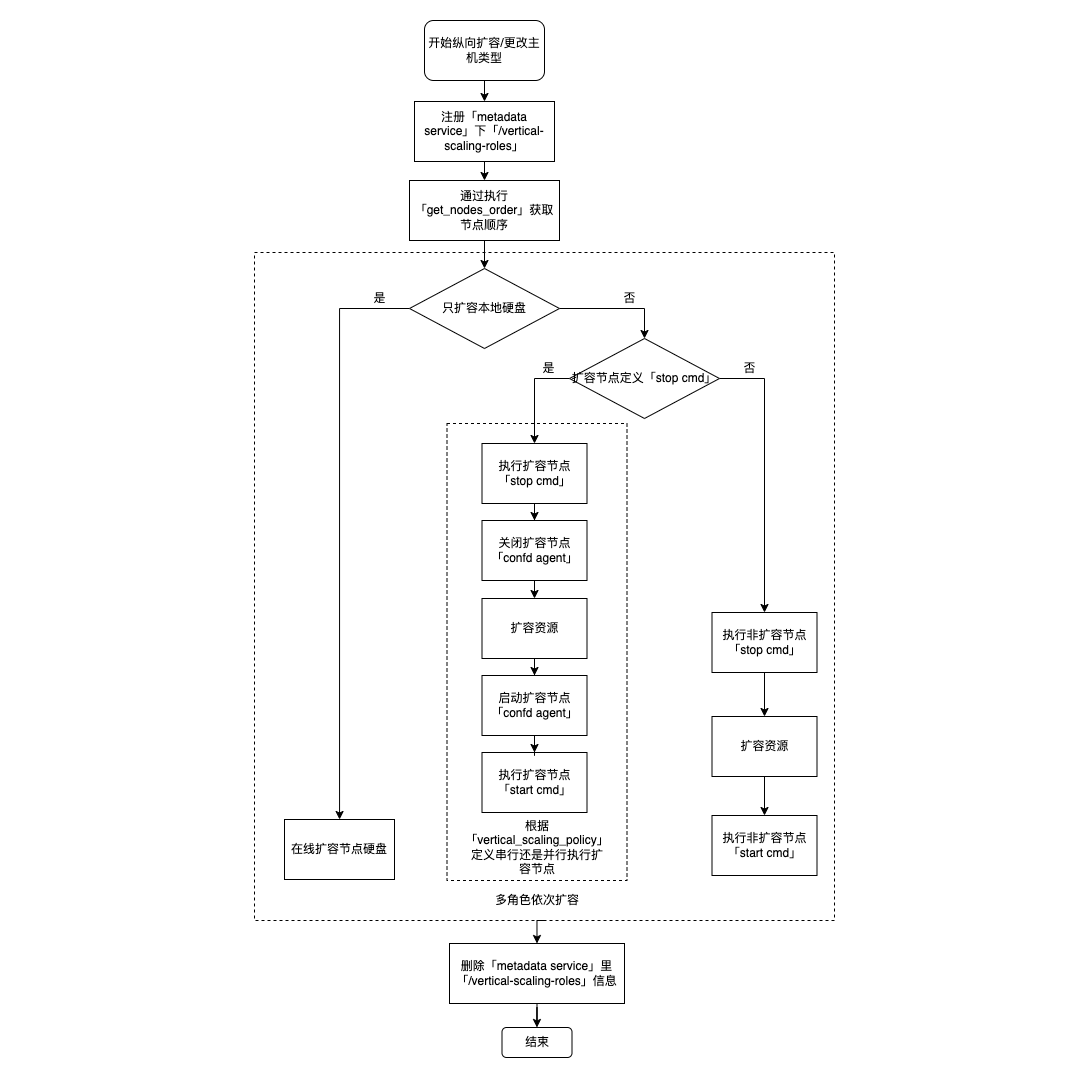 开始纵向扩容/更改主
机类型
注册「metadata
service」下「/vertical-
scaling-roles」
通过执行
「get_nodes_order」获取
节点顺序
只扩容本地硬盘
是
否
扩容节点定义「stop cmd」
是
否
执行扩容节点
「stop cmd」
关闭扩容节点
「confd agent」
扩容资源
启动扩容节点
「confd agent」
执行扩容节点
「start cmd」
根据
「vertical_scaling_policy」
定义串行还是并行执行扩
容节点
执行非扩容节点
「stop cmd」
扩容资源
执行非扩容节点
「start cmd」
在线扩容节点硬盘
多角色依次扩容
删除「metadata service」里
「/vertical-scaling-roles」信息
结束